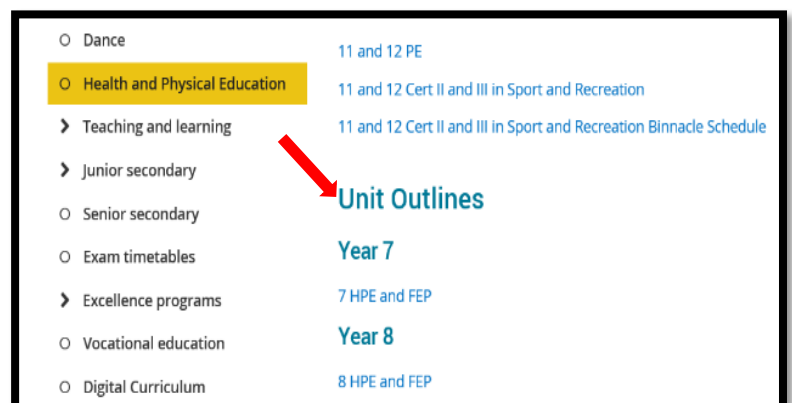 Dance
Health and Physical Education
Teaching and learning
Junior secondary
Senior secondary
Exam timetables
Excellence programs
Vocational education
Digital Curriculum
11 and 12 PE
11 and 12 Cert II and III in Sport and Recreation
11 and 12 Cert II and III in Sport and Recreation Binnacle Schedule
Unit Outlines
Year 7
7 HPE and FEP
Year 8
8 HPE and FEP